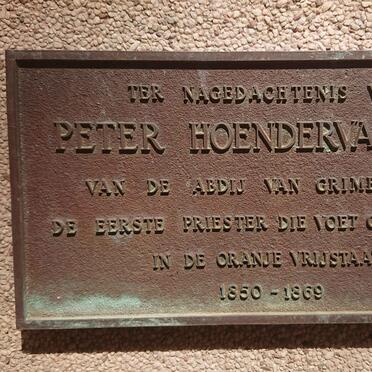 TER NAGEDACHTENIS
PETER HOENDERVA
VAN DE ABDIJ VAN GRIMB
DE EERSTE PRIESTER DIE VOET
IN DE ORANJE VRIJSTAA
1850 - 1869